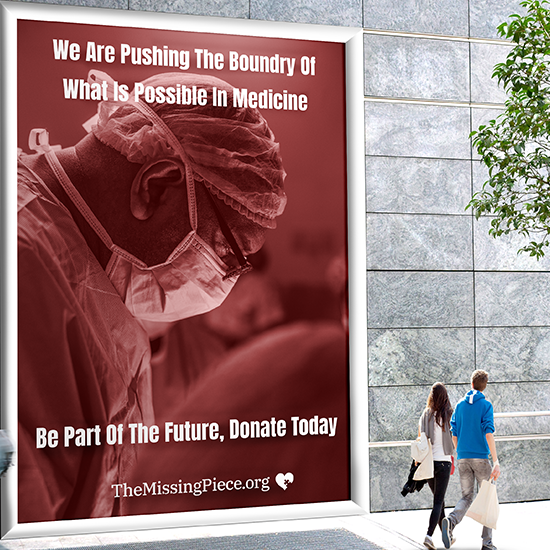 We Are Pushing The Boundry Of
What Is Possible In Medicine
Be Part Of The Future, Donate Today
TheMissingPiece.org